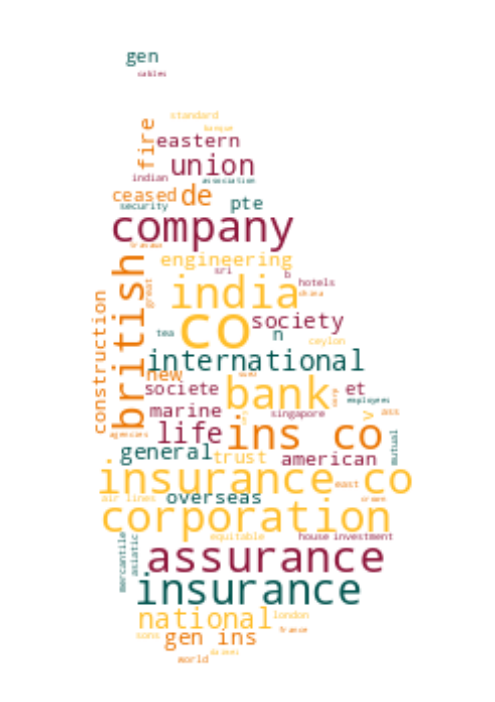 gen
cables
standard
banque
fire
eastern
union
indian
association
ceased
de
security
pte
company
travaux
engineering
sri
b
hotels
india
great
british
construction
co
society
tea
n
ceylon
international
new
societe
bank
et
employees
marine
singapore
v
ass
life
ins co
agencies
general
trust
american
mutual
insurance co
east
air lines
overseas
crown
corporation
equitable
house
investment
mercantile
asiatic
assurance
insurance
national
london
sons
gen ins
france
world